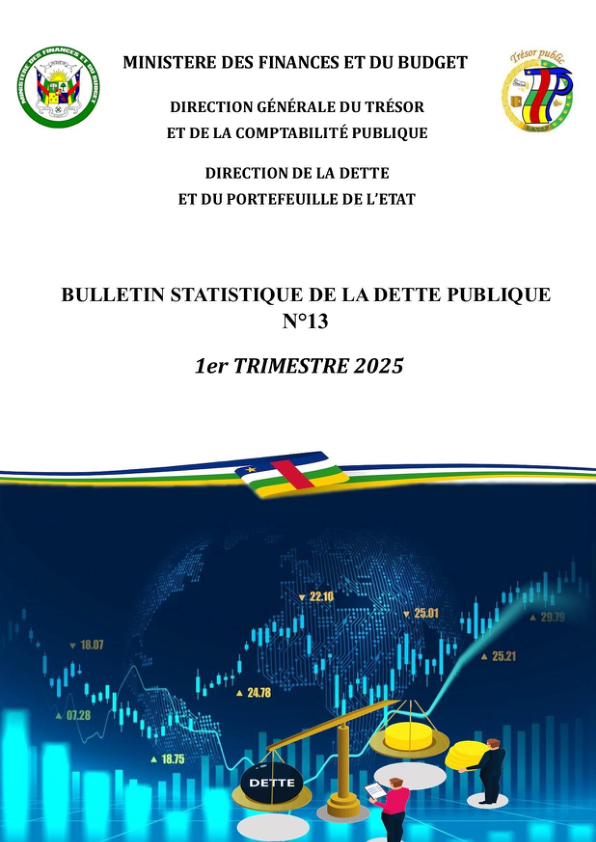 MINISTERE DES FINANCES ET DU BUDGET
MINISTERE DES FINANCES ET DU BUDGET
Trésor public
DIRECTION GÉNÉRALE DU TRÉSOR
ET DE LA COMPTABILITÉ PUBLIQUE
DIRECTION DE LA DETTE
ET DU PORTEFEUILLE DE L’ETAT
BULLETIN STATISTIQUE DE LA DETTE PUBLIQUE
N°13
1er TRIMESTRE 2025
▼ 22.10
▼ 25.01
▲ 29.79
▼ 18.07
▲ 25.21
▲ 24.78
▲ 07.28
▲ 18.75
DETTE